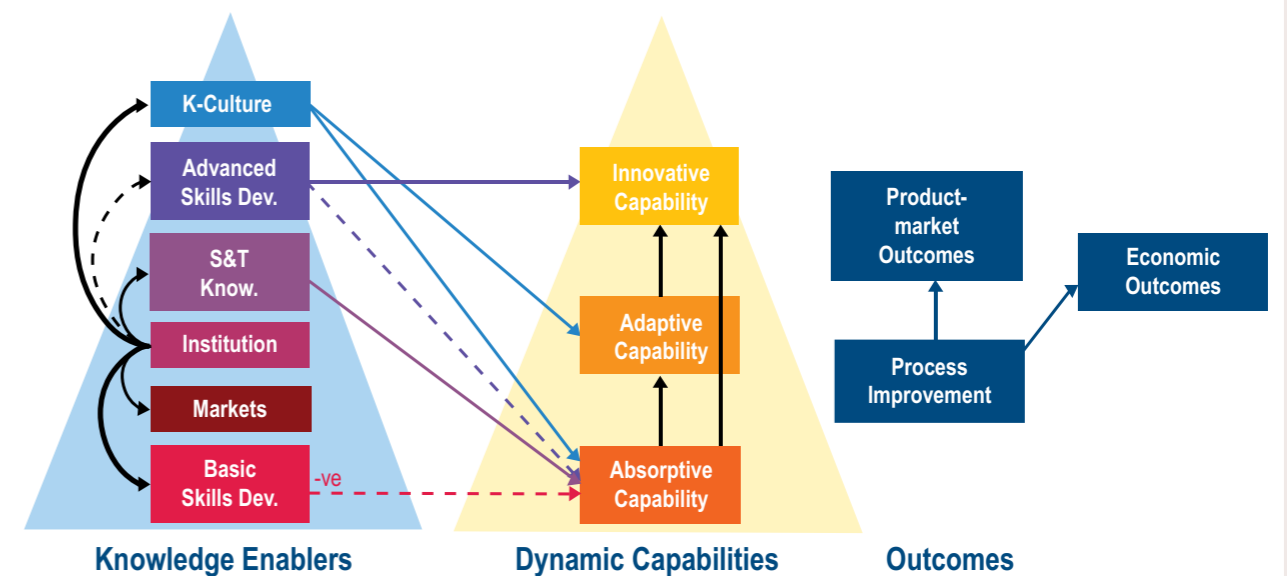 K-Culture
Advanced
Skills Dev.
S&T
Know.
Institution
Markets
Basic
Skills Dev.
-ve
Knowledge Enablers
Innovative
Capability
Adaptive
Capability
Absorptive
Capability
Dynamic Capabilities
Product-
market
Outcomes
Economic
Outcomes
Process
Improvement
Outcomes